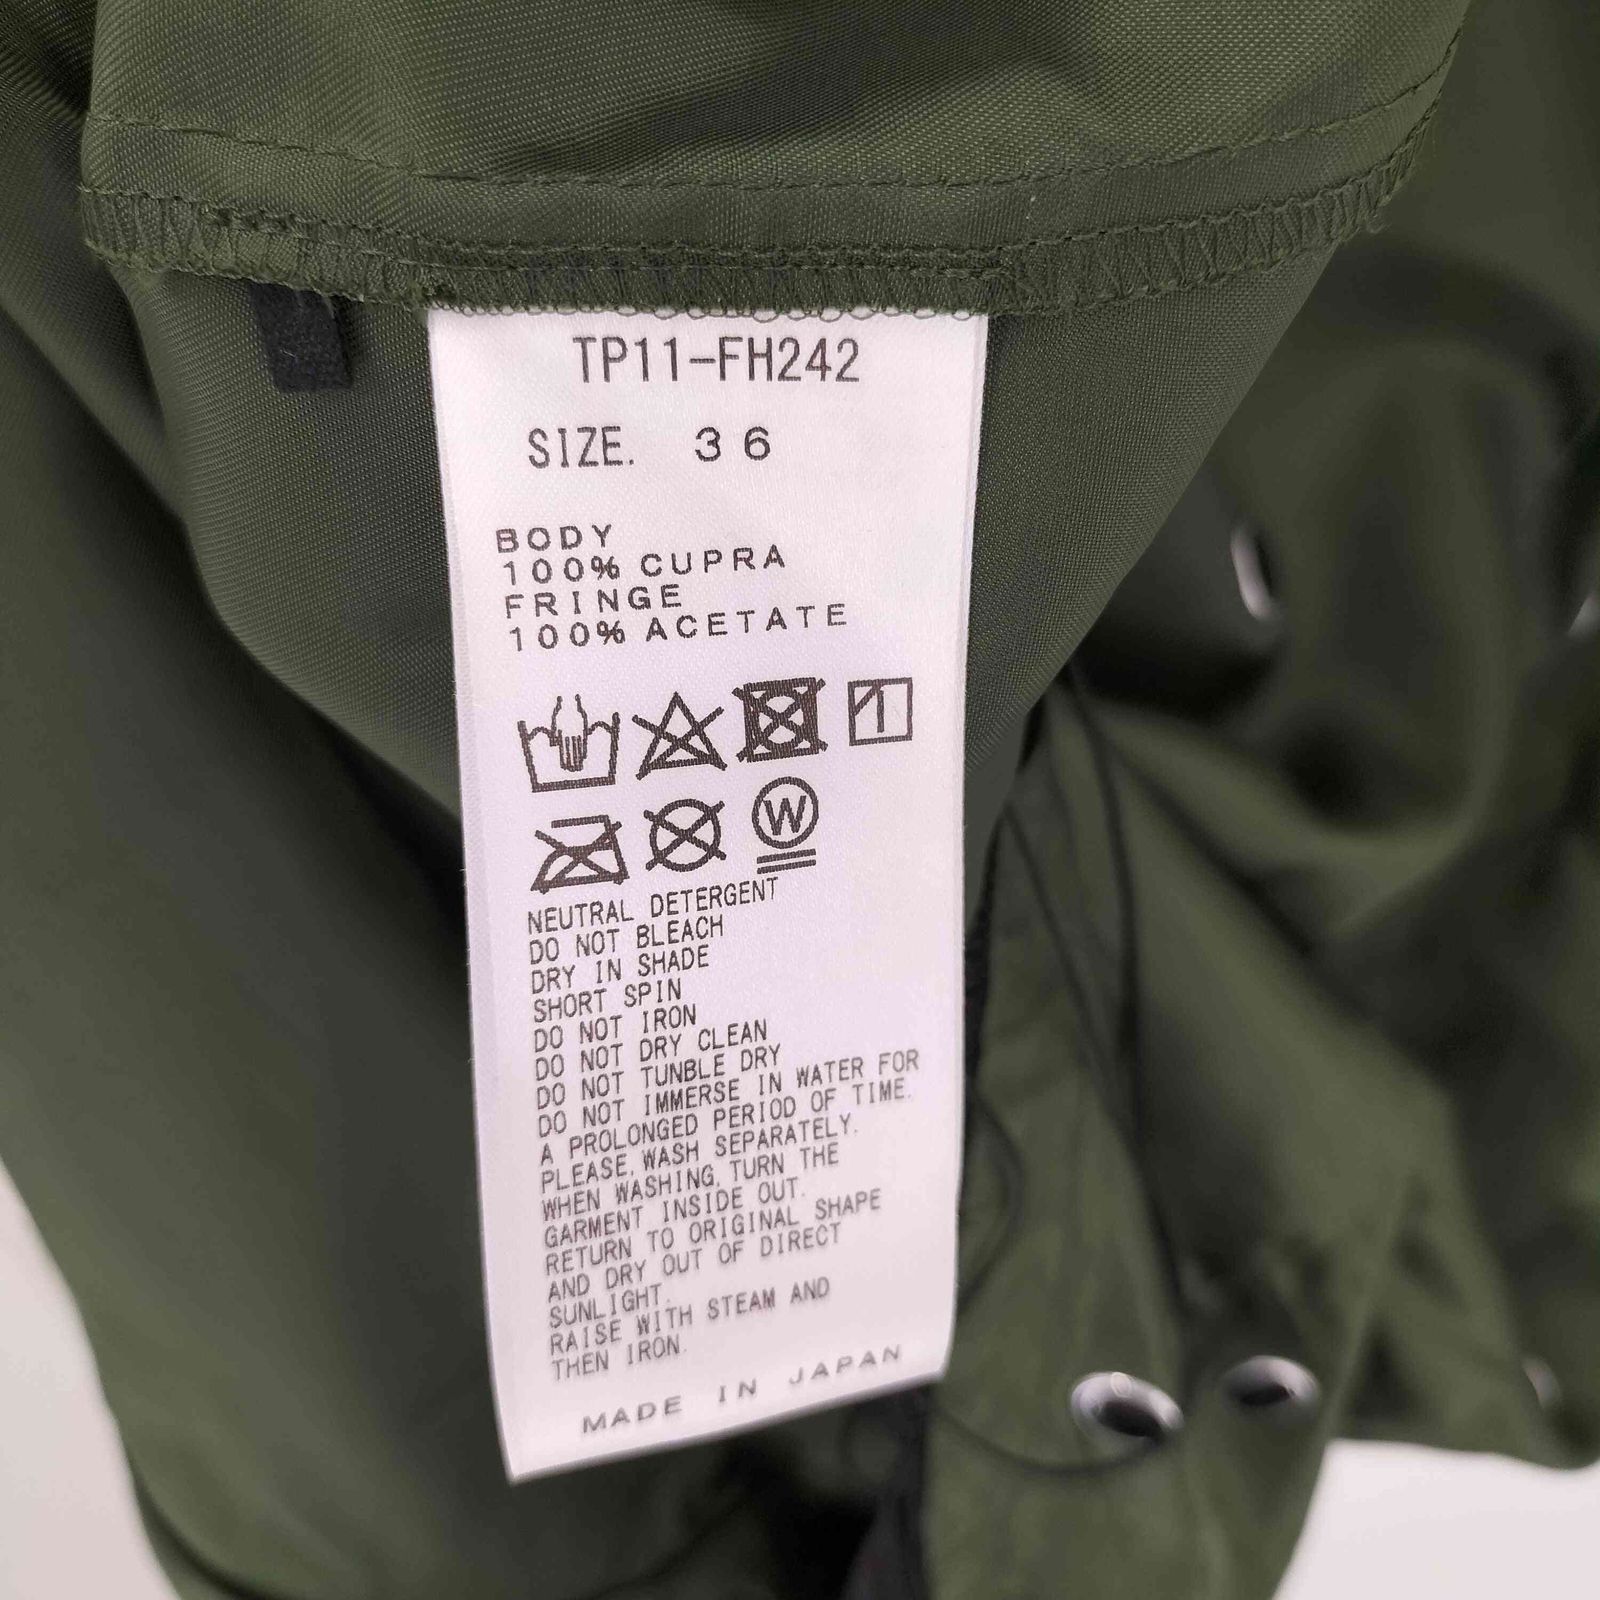 TP11-FH242
SIZE. 36
BODY
100% CUPRA
FRINGE
100% ACETATE
1
W
NEUTRAL DETERGENT
DO NOT BLEACH
DRY IN SHADE
SHORT SPIN
DO NOT IRON
DO NOT DRY CLEAN
DO NOT TUNBLE DRY
DO NOT IMMERSE IN WATER FOR
A PROLONGED PERIOD OF TIME.
PLEASE, WASH SEPARATELY.
WHEN WASHING, TURN THE
GARMENT INSIDE OUT.
RETURN TO ORIGINAL SHAPE
AND DRY OUT OF DIRECT
SUNLIGHT.
RAISE WITH STEAM AND
THEN IRON.
MADE IN JAPAN